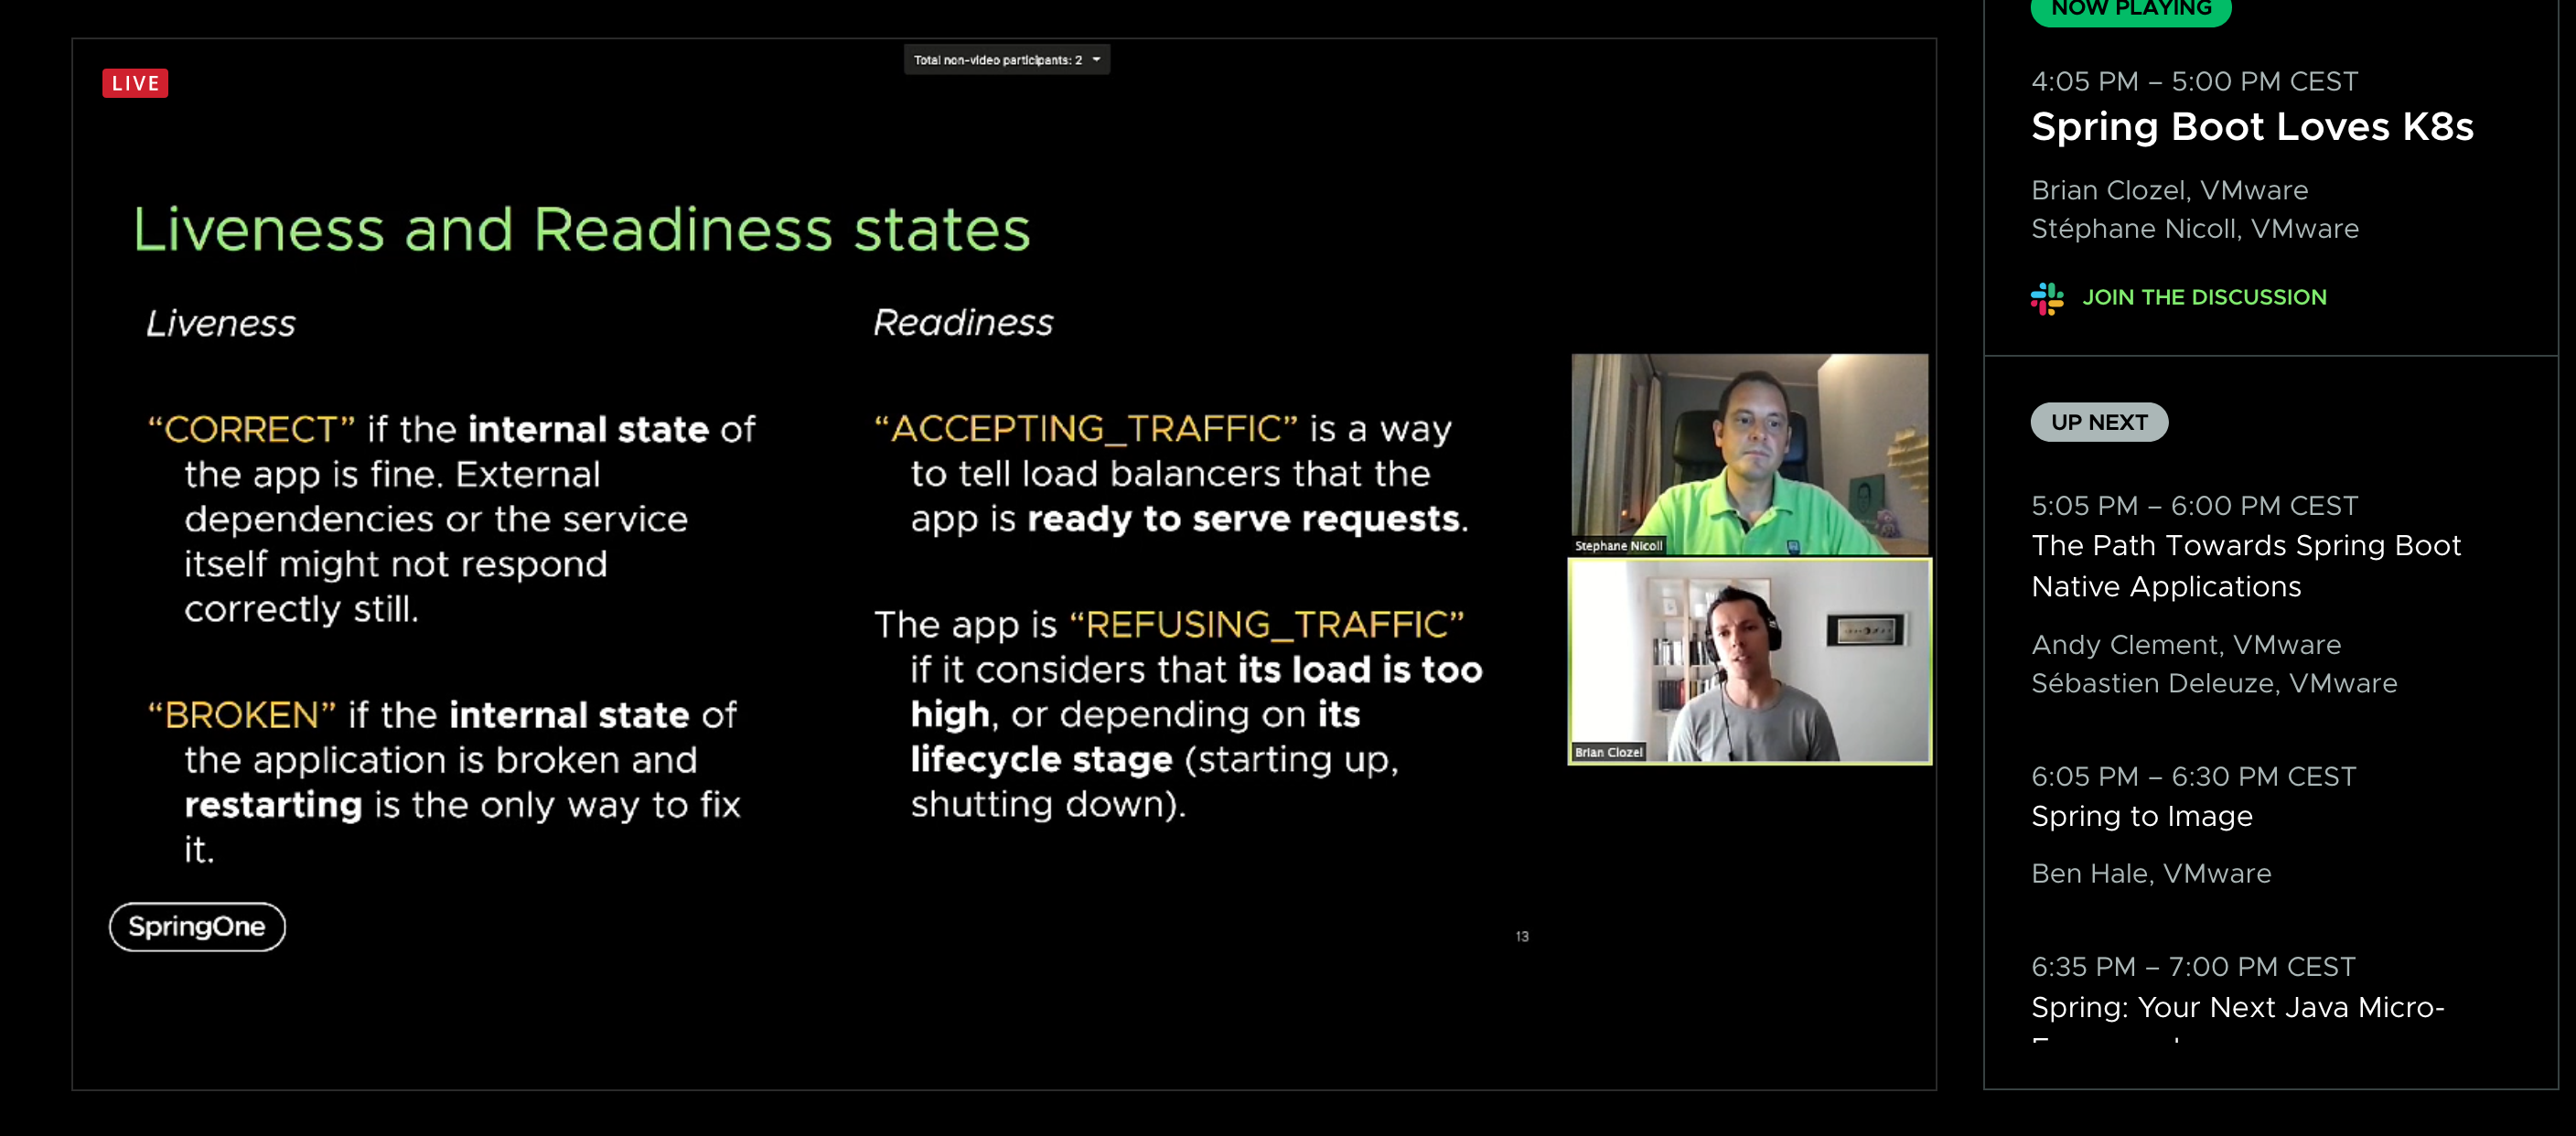 LIVE
Total non-video participants: 2
Liveness and Readiness states
Liveness
“CORRECT” if the internal state of
the app is fine. External
dependencies or the service
itself might not respond
correctly still.
“BROKEN” if the internal state of
the application is broken and
restarting is the only way to fix
it.
Readiness
“ACCEPTING_TRAFFIC” is a way
to tell load balancers that the
app is ready to serve requests.
The app is “REFUSING_TRAFFIC”
if it considers that its load is too
high, or depending on its
lifecycle stage (starting up,
shutting down).
Stephane Nicoll
Brian Clozel
SpringOne
13
NOW PLAYING
4:05 PM – 5:00 PM CEST
Spring Boot Loves K8s
Brian Clozel, VMware
Stéphane Nicoll, VMware
JOIN THE DISCUSSION
UP NEXT
5:05 PM – 6:00 PM CEST
The Path Towards Spring Boot
Native Applications
Andy Clement, VMware
Sébastien Deleuze, VMware
6:05 PM – 6:30 PM CEST
Spring to Image
Ben Hale, VMware
6:35 PM – 7:00 PM CEST
Spring: Your Next Java Micro-